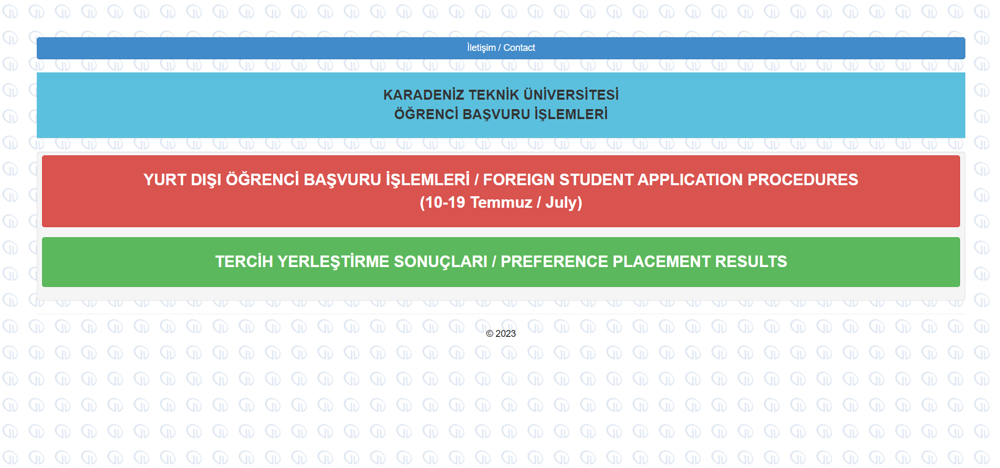 İletişim / Contact
KARADENİZ TEKNİK ÜNİVERSİTESİ
ÖĞRENCİ BAŞVURU İŞLEMLERİ
YURT DIŞI ÖĞRENCİ BAŞVURU İŞLEMLERİ / FOREIGN STUDENT APPLICATION PROCEDURES
(10-19 Temmuz / July)
TERCİH YERLEŞTİRME SONUÇLARI / PREFERENCE PLACEMENT RESULTS
© 2023